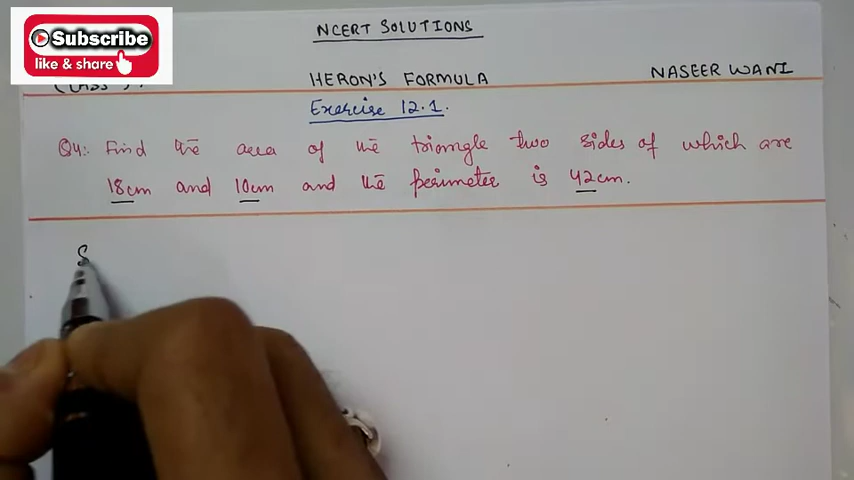 Subscribe
like & share
NCERT SOLUTIONS
HERON'S FORMULA
NASEER WANI
Exercise 12.1.
Q4:. Find the area of the triangle two sides of which are
18cm and 10cm and the perimeter is 42cm.
S